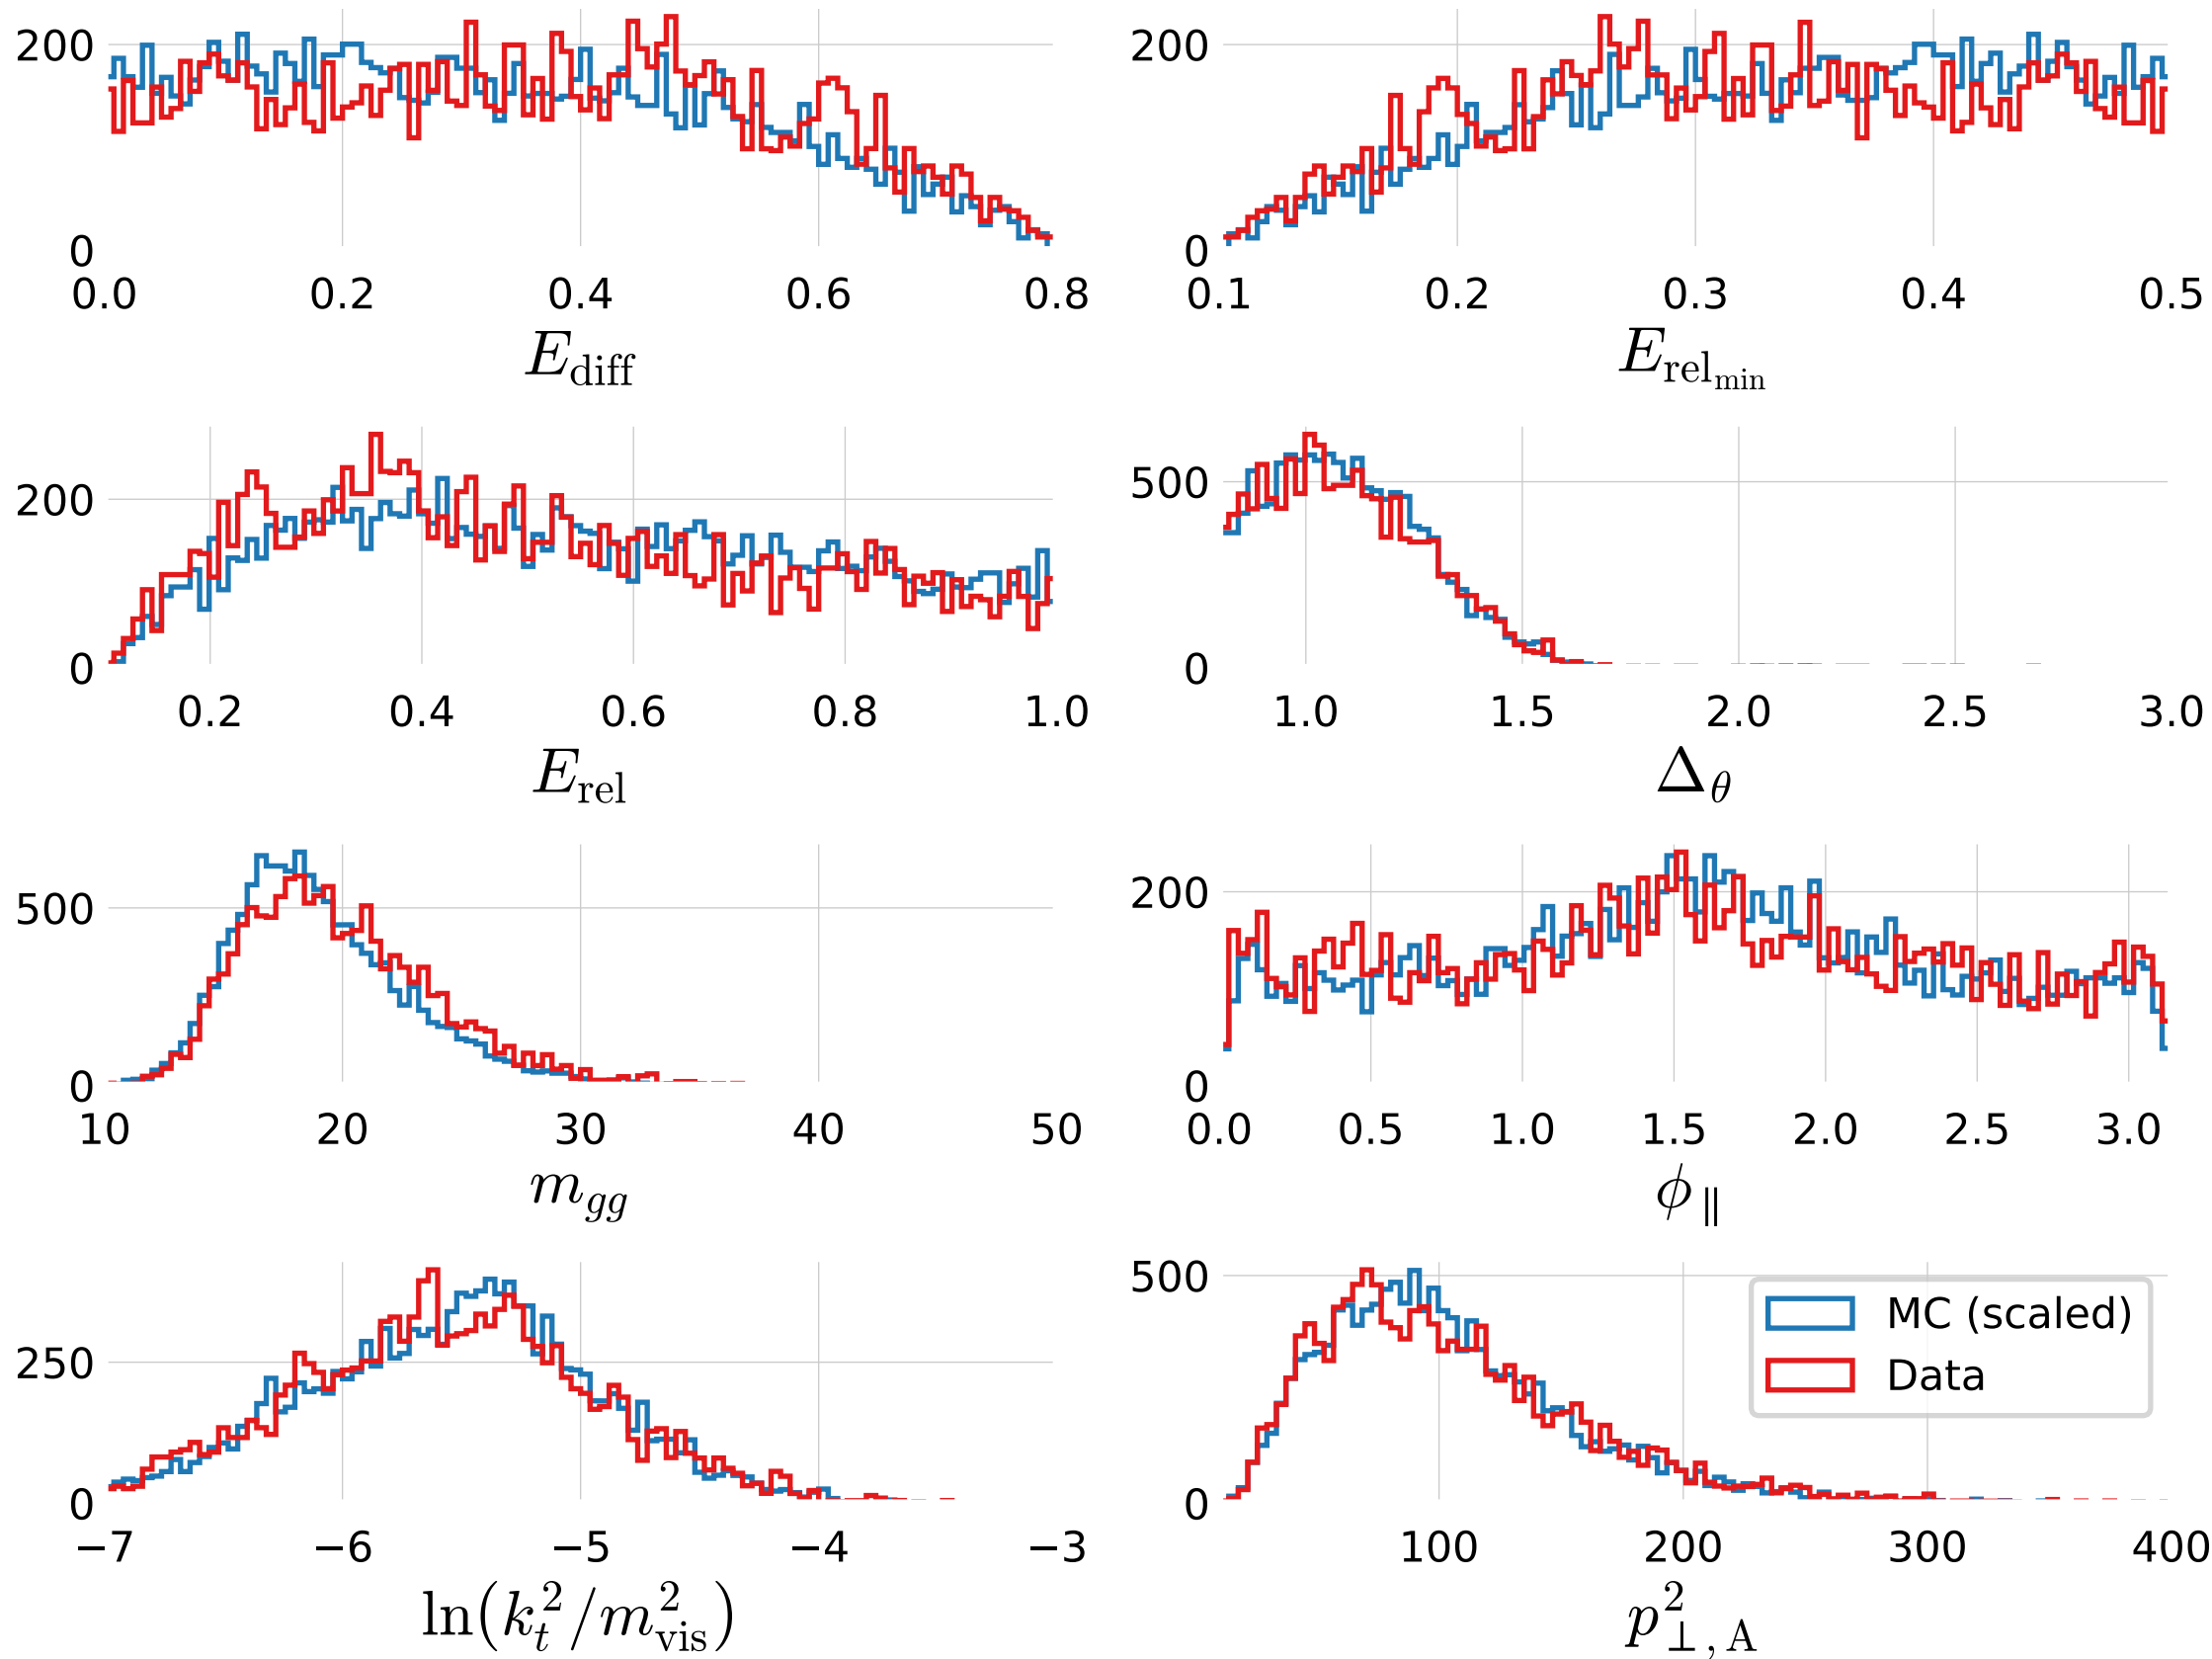 200
0
0.0 0.2 0.4 0.6 0.8
E_diff
200
0
0.1 0.2 0.3 0.4 0.5
E_rel_min
200
0
0.2 0.4 0.6 0.8 1.0
E_rel
500
0
1.0 1.5 2.0 2.5 3.0
Δ_θ
500
0
10 20 30 40 50
m_gg
200
0
0.0 0.5 1.0 1.5 2.0 2.5 3.0
ϕ_∥
250
0
−7 −6 −5 −4 −3
ln(k_t^2/m_vis^2)
500
0
MC (scaled)
Data
100 200 300 400
p_⊥,A^2